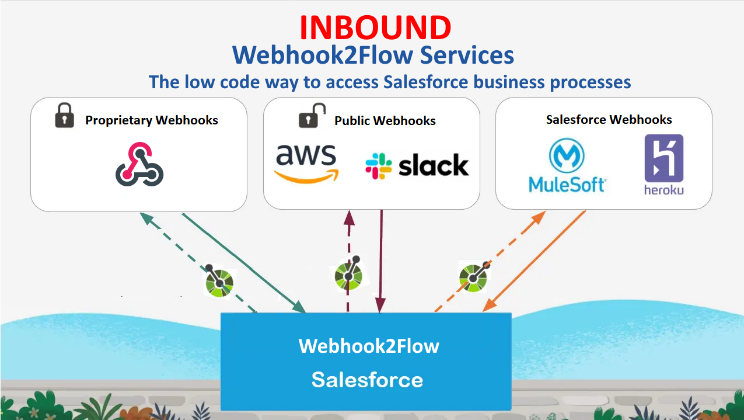 INBOUND
Webhook2Flow Services
The low code way to access Salesforce business processes
Proprietary Webhooks
Public Webhooks
Salesforce Webhooks
aws
slack
MuleSoft
heroku
Webhook2Flow
Salesforce